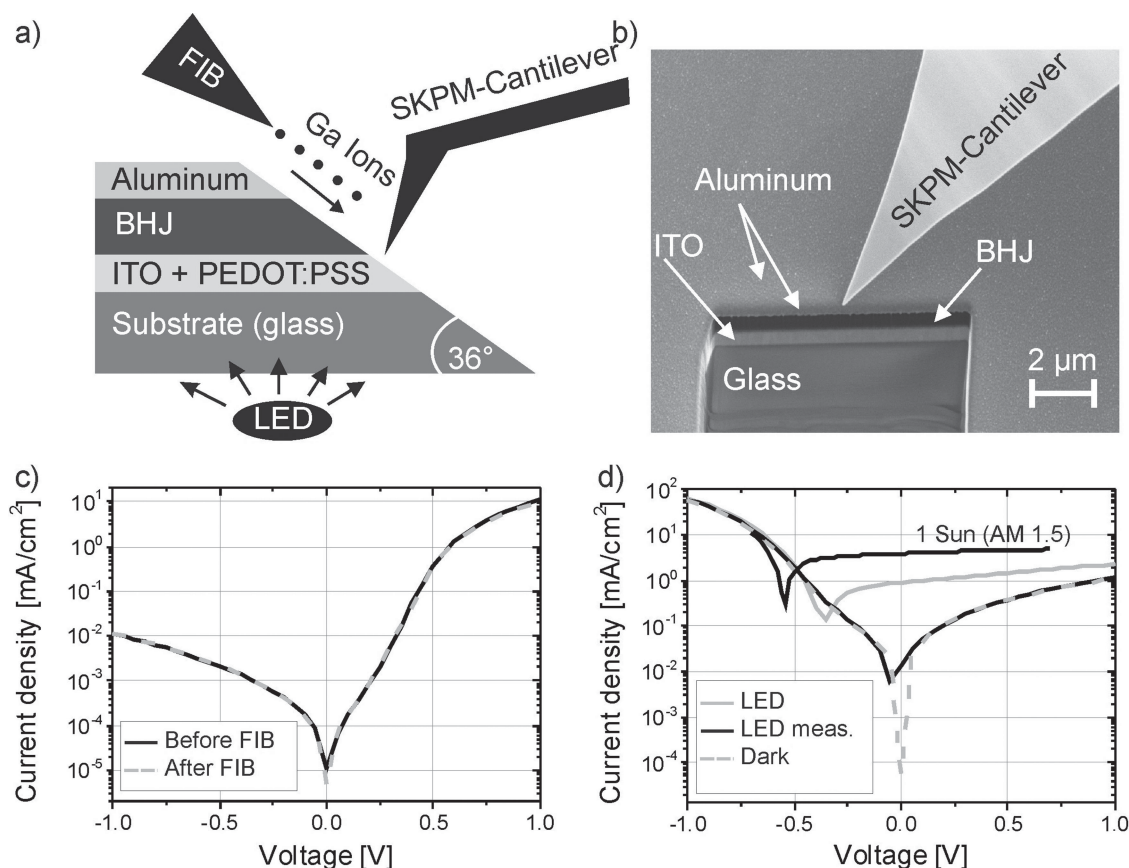 a)
FIB
Ga Ions
SKPM-Cantilever
Aluminum
BHJ
ITO + PEDOT:PSS
Substrate (glass)
36°
LED
b)
SKPM-Cantilever
Aluminum
ITO
BHJ
Glass
2 µm
c)
Current density [mA/cm²]
10¹
10⁰
10⁻¹
10⁻²
10⁻³
10⁻⁴
10⁻⁵
Before FIB
After FIB
-1.0 -0.5 0.0 0.5 1.0
Voltage [V]
d)
Current density [mA/cm²]
10²
10¹
10⁰
10⁻¹
10⁻²
10⁻³
10⁻⁴
1 Sun (AM 1.5)
LED
LED meas.
Dark
-1.0 -0.5 0.0 0.5 1.0
Voltage [V]